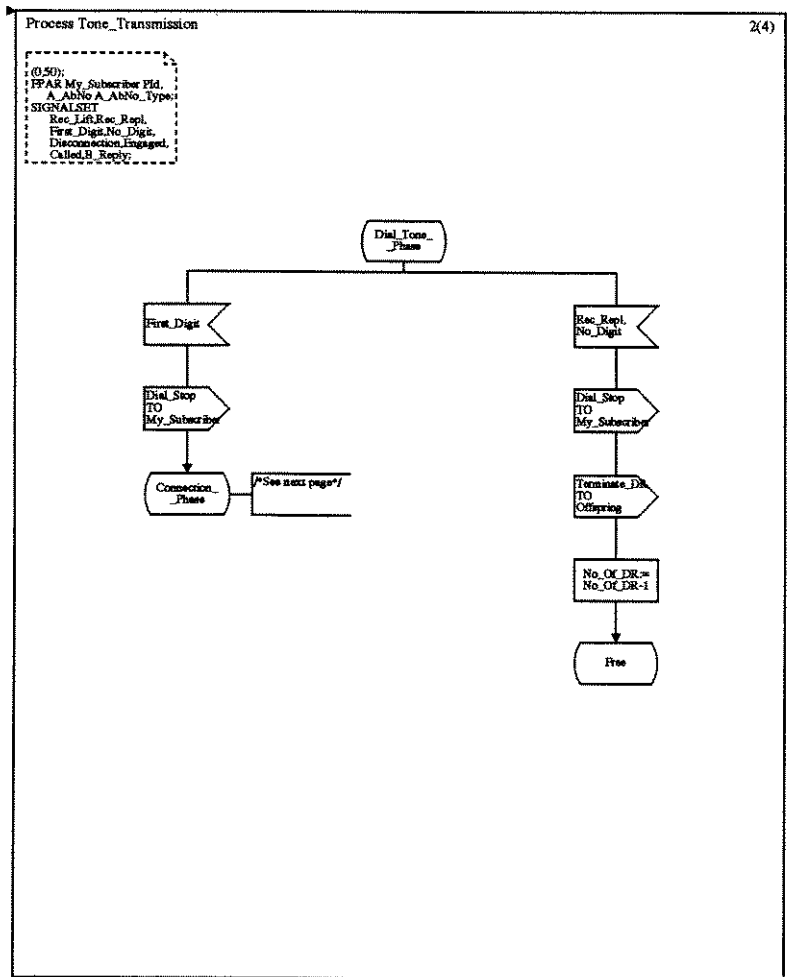 Process Tone_Transmission
2(4)
(0,50);
FPAR My_Subscriber PId,
A_AbNo A_AbNo_Type;
SIGNALSET
Rec_Lift,Rec_Repl,
First_Digit,No_Digit,
Disconnection,Engaged,
Called,B_Reply;
Dial_Tone_
_Phase
First_Digit
Rec_Repl,
No_Digit
Dial_Stop
TO
My_Subscriber
Dial_Stop
TO
My_Subscriber
Connection_
_Phase
/*See next page*/
Terminate_DR
TO
Offspring
No_Of_DR:=
No_Of_DR-1
Free